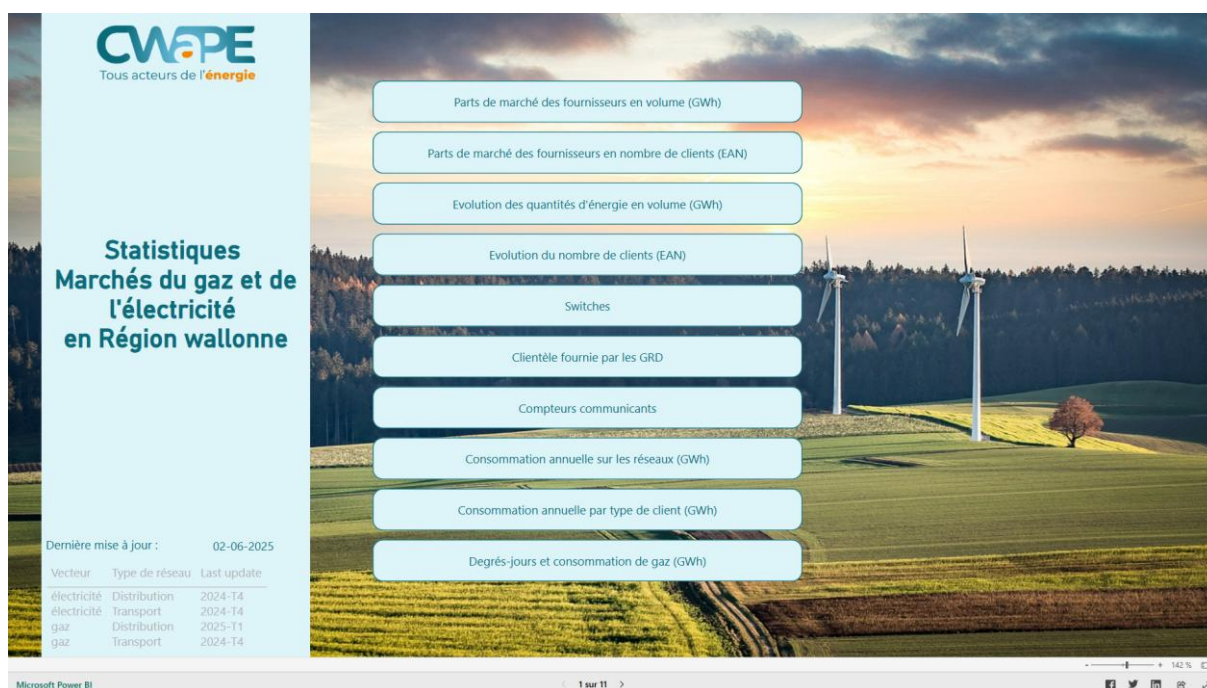 CWaPE
Tous acteurs de l'énergie
Statistiques
Marchés du gaz et de
l'électricité
en Région wallonne
Dernière mise à jour : 02-06-2025
Vecteur Type de réseau Last update
électricité Distribution 2024-T4
électricité Transport 2024-T4
gaz Distribution 2025-T1
gaz Transport 2024-T4
Parts de marché des fournisseurs en volume (GWh)
Parts de marché des fournisseurs en nombre de clients (EAN)
Evolution des quantités d'énergie en volume (GWh)
Evolution du nombre de clients (EAN)
Switches
Clientèle fournie par les GRD
Compteurs communicants
Consommation annuelle sur les réseaux (GWh)
Consommation annuelle par type de client (GWh)
Degrés-jours et consommation de gaz (GWh)
- + 142 %
Microsoft Power BI
< 1 sur 11 >